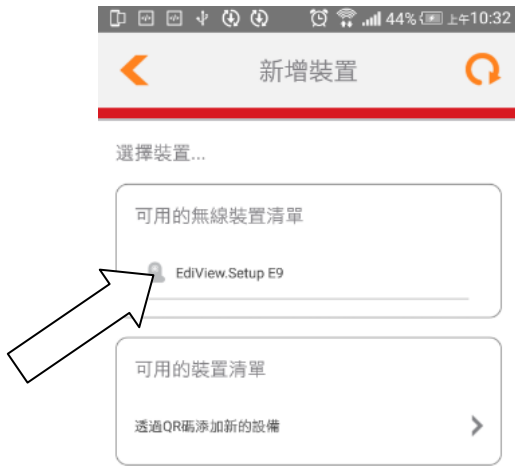 44% 上午10:32
新增裝置
選擇裝置...
可用的無線裝置清單
EdiView.Setup E9
可用的裝置清單
透過QR碼添加新的設備